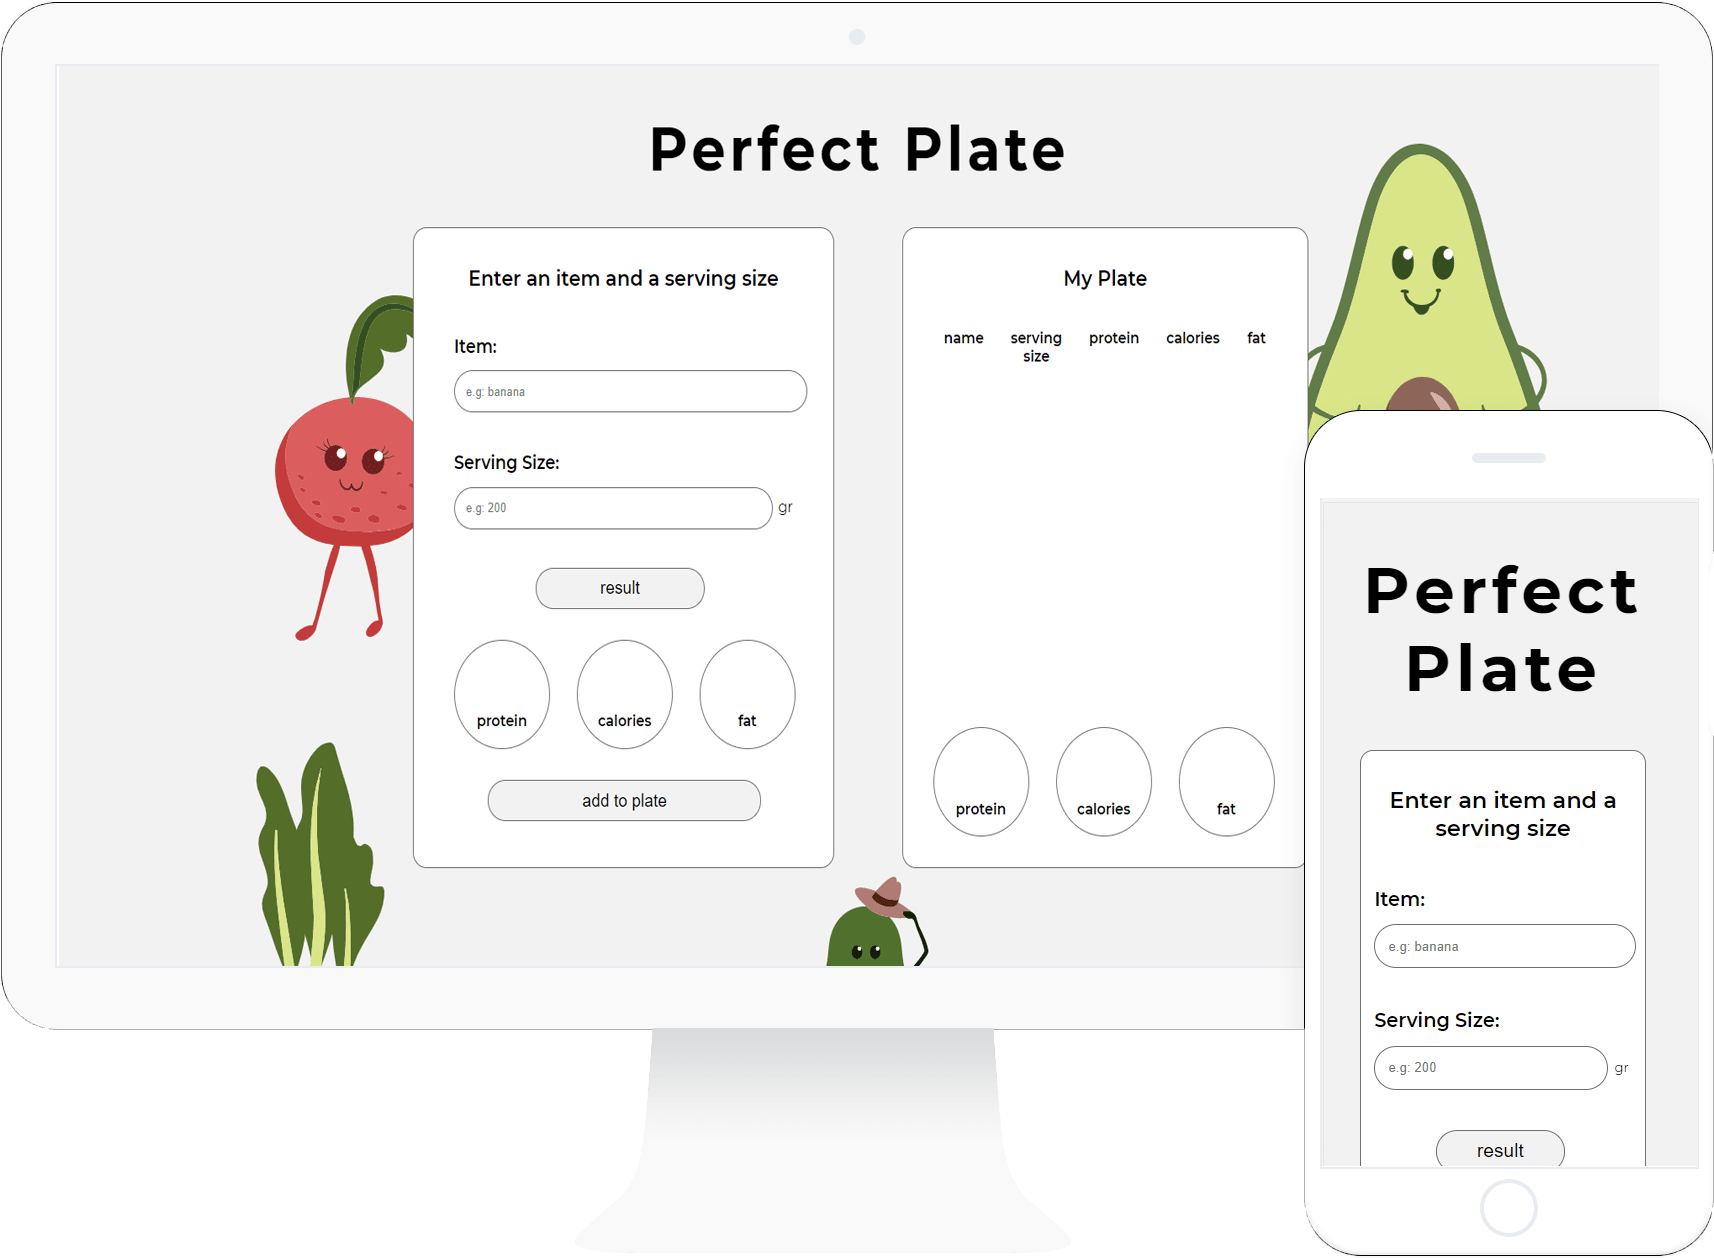 Perfect Plate
Enter an item and a serving size
Item:
e.g: banana
Serving Size:
e.g: 200
gr
result
protein
calories
fat
add to plate
My Plate
name
serving
size
protein
calories
fat
protein
calories
fat
Perfect
Plate
Enter an item and a
serving size
Item:
e.g: banana
Serving Size:
e.g: 200
gr
result